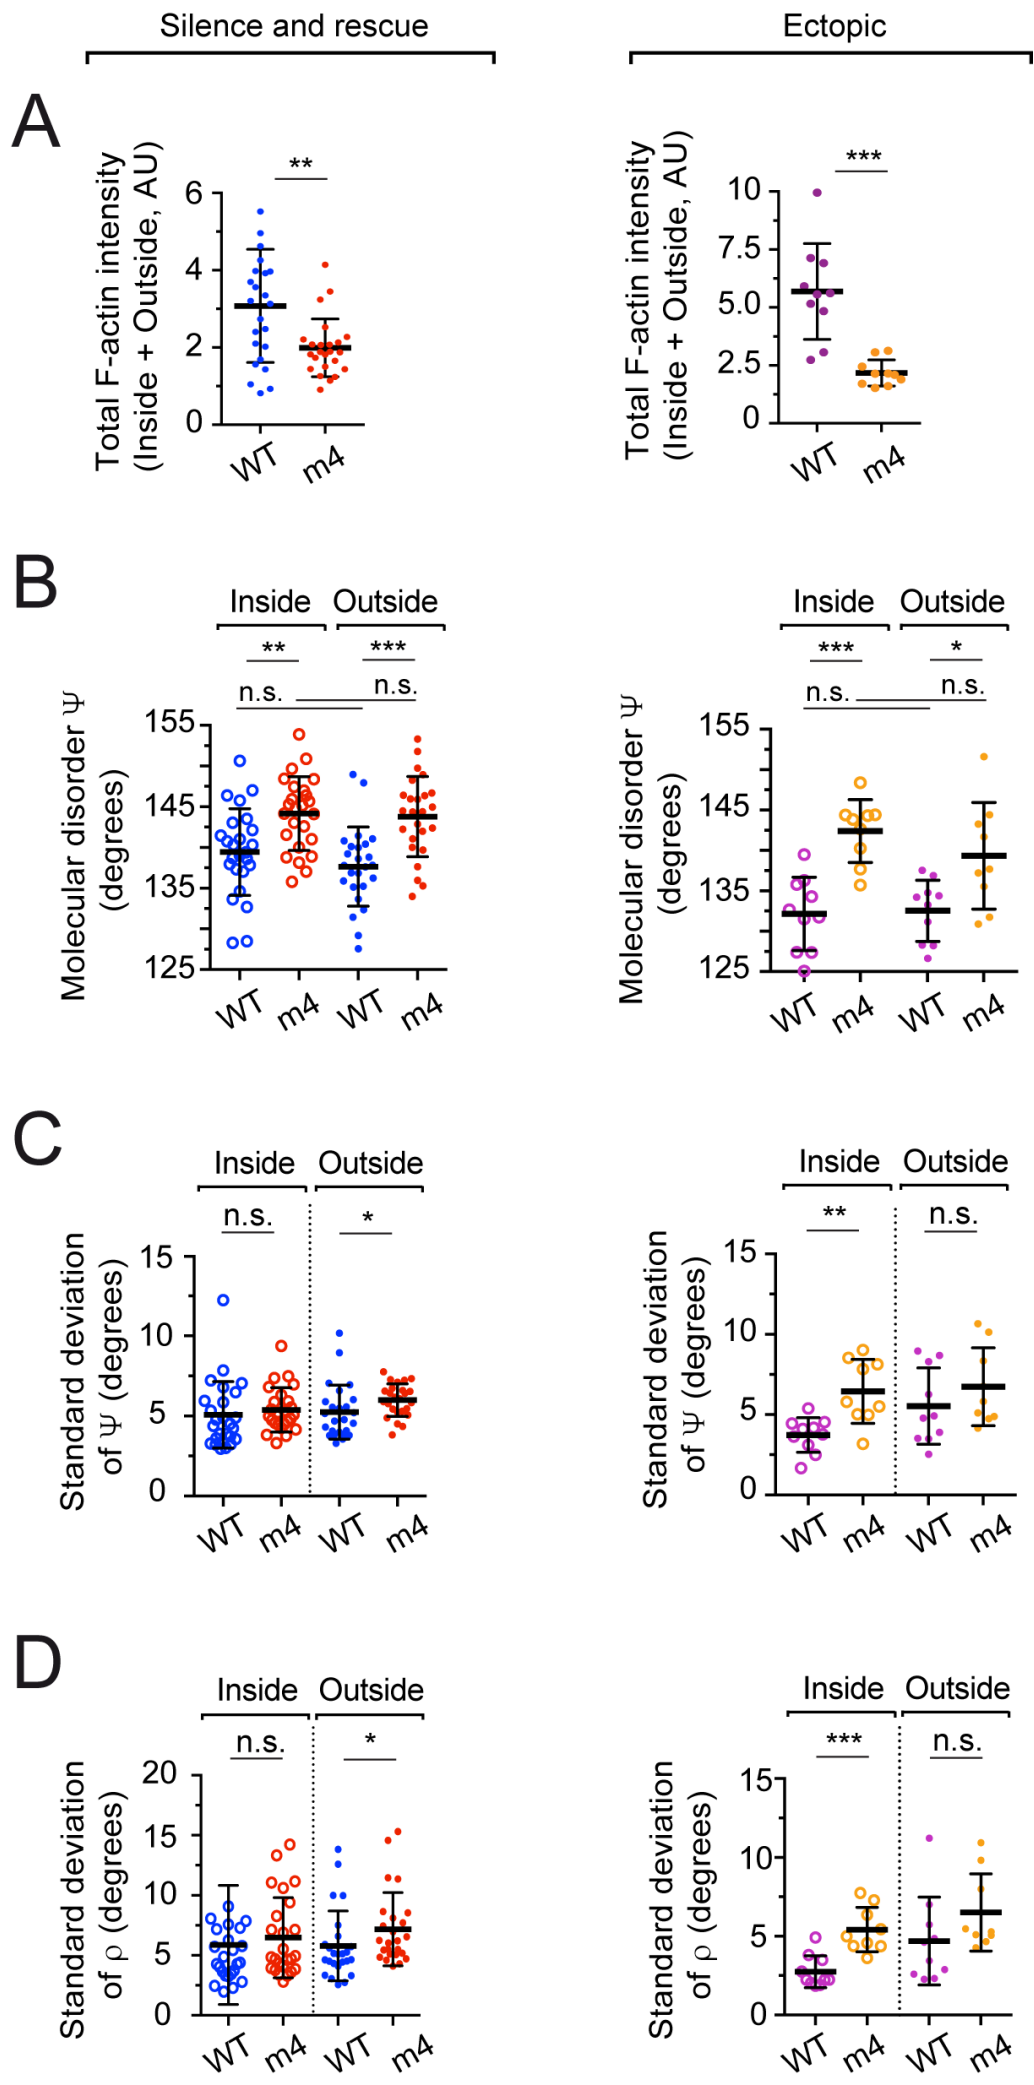 Silence and rescue
Ectopic
A
Total F-actin intensity
(Inside + Outside, AU)
**
6
4
2
0
WT
m4
Total F-actin intensity
(Inside + Outside, AU)
***
10
7.5
5.0
2.5
0
WT
m4
B
Inside
Outside
**
***
n.s.
n.s.
Molecular disorder Ψ
(degrees)
155
145
135
125
WT
m4
WT
m4
Inside
Outside
***
*
n.s.
n.s.
Molecular disorder Ψ
(degrees)
155
145
135
125
WT
m4
WT
m4
C
Inside
Outside
n.s.
*
Standard deviation
of Ψ (degrees)
15
10
5
0
WT
m4
WT
m4
Inside
Outside
**
n.s.
Standard deviation
of Ψ (degrees)
15
10
5
0
WT
m4
WT
m4
D
Inside
Outside
n.s.
*
Standard deviation
of ρ (degrees)
20
15
10
5
0
WT
m4
WT
m4
Inside
Outside
***
n.s.
Standard deviation
of ρ (degrees)
15
10
5
0
WT
m4
WT
m4